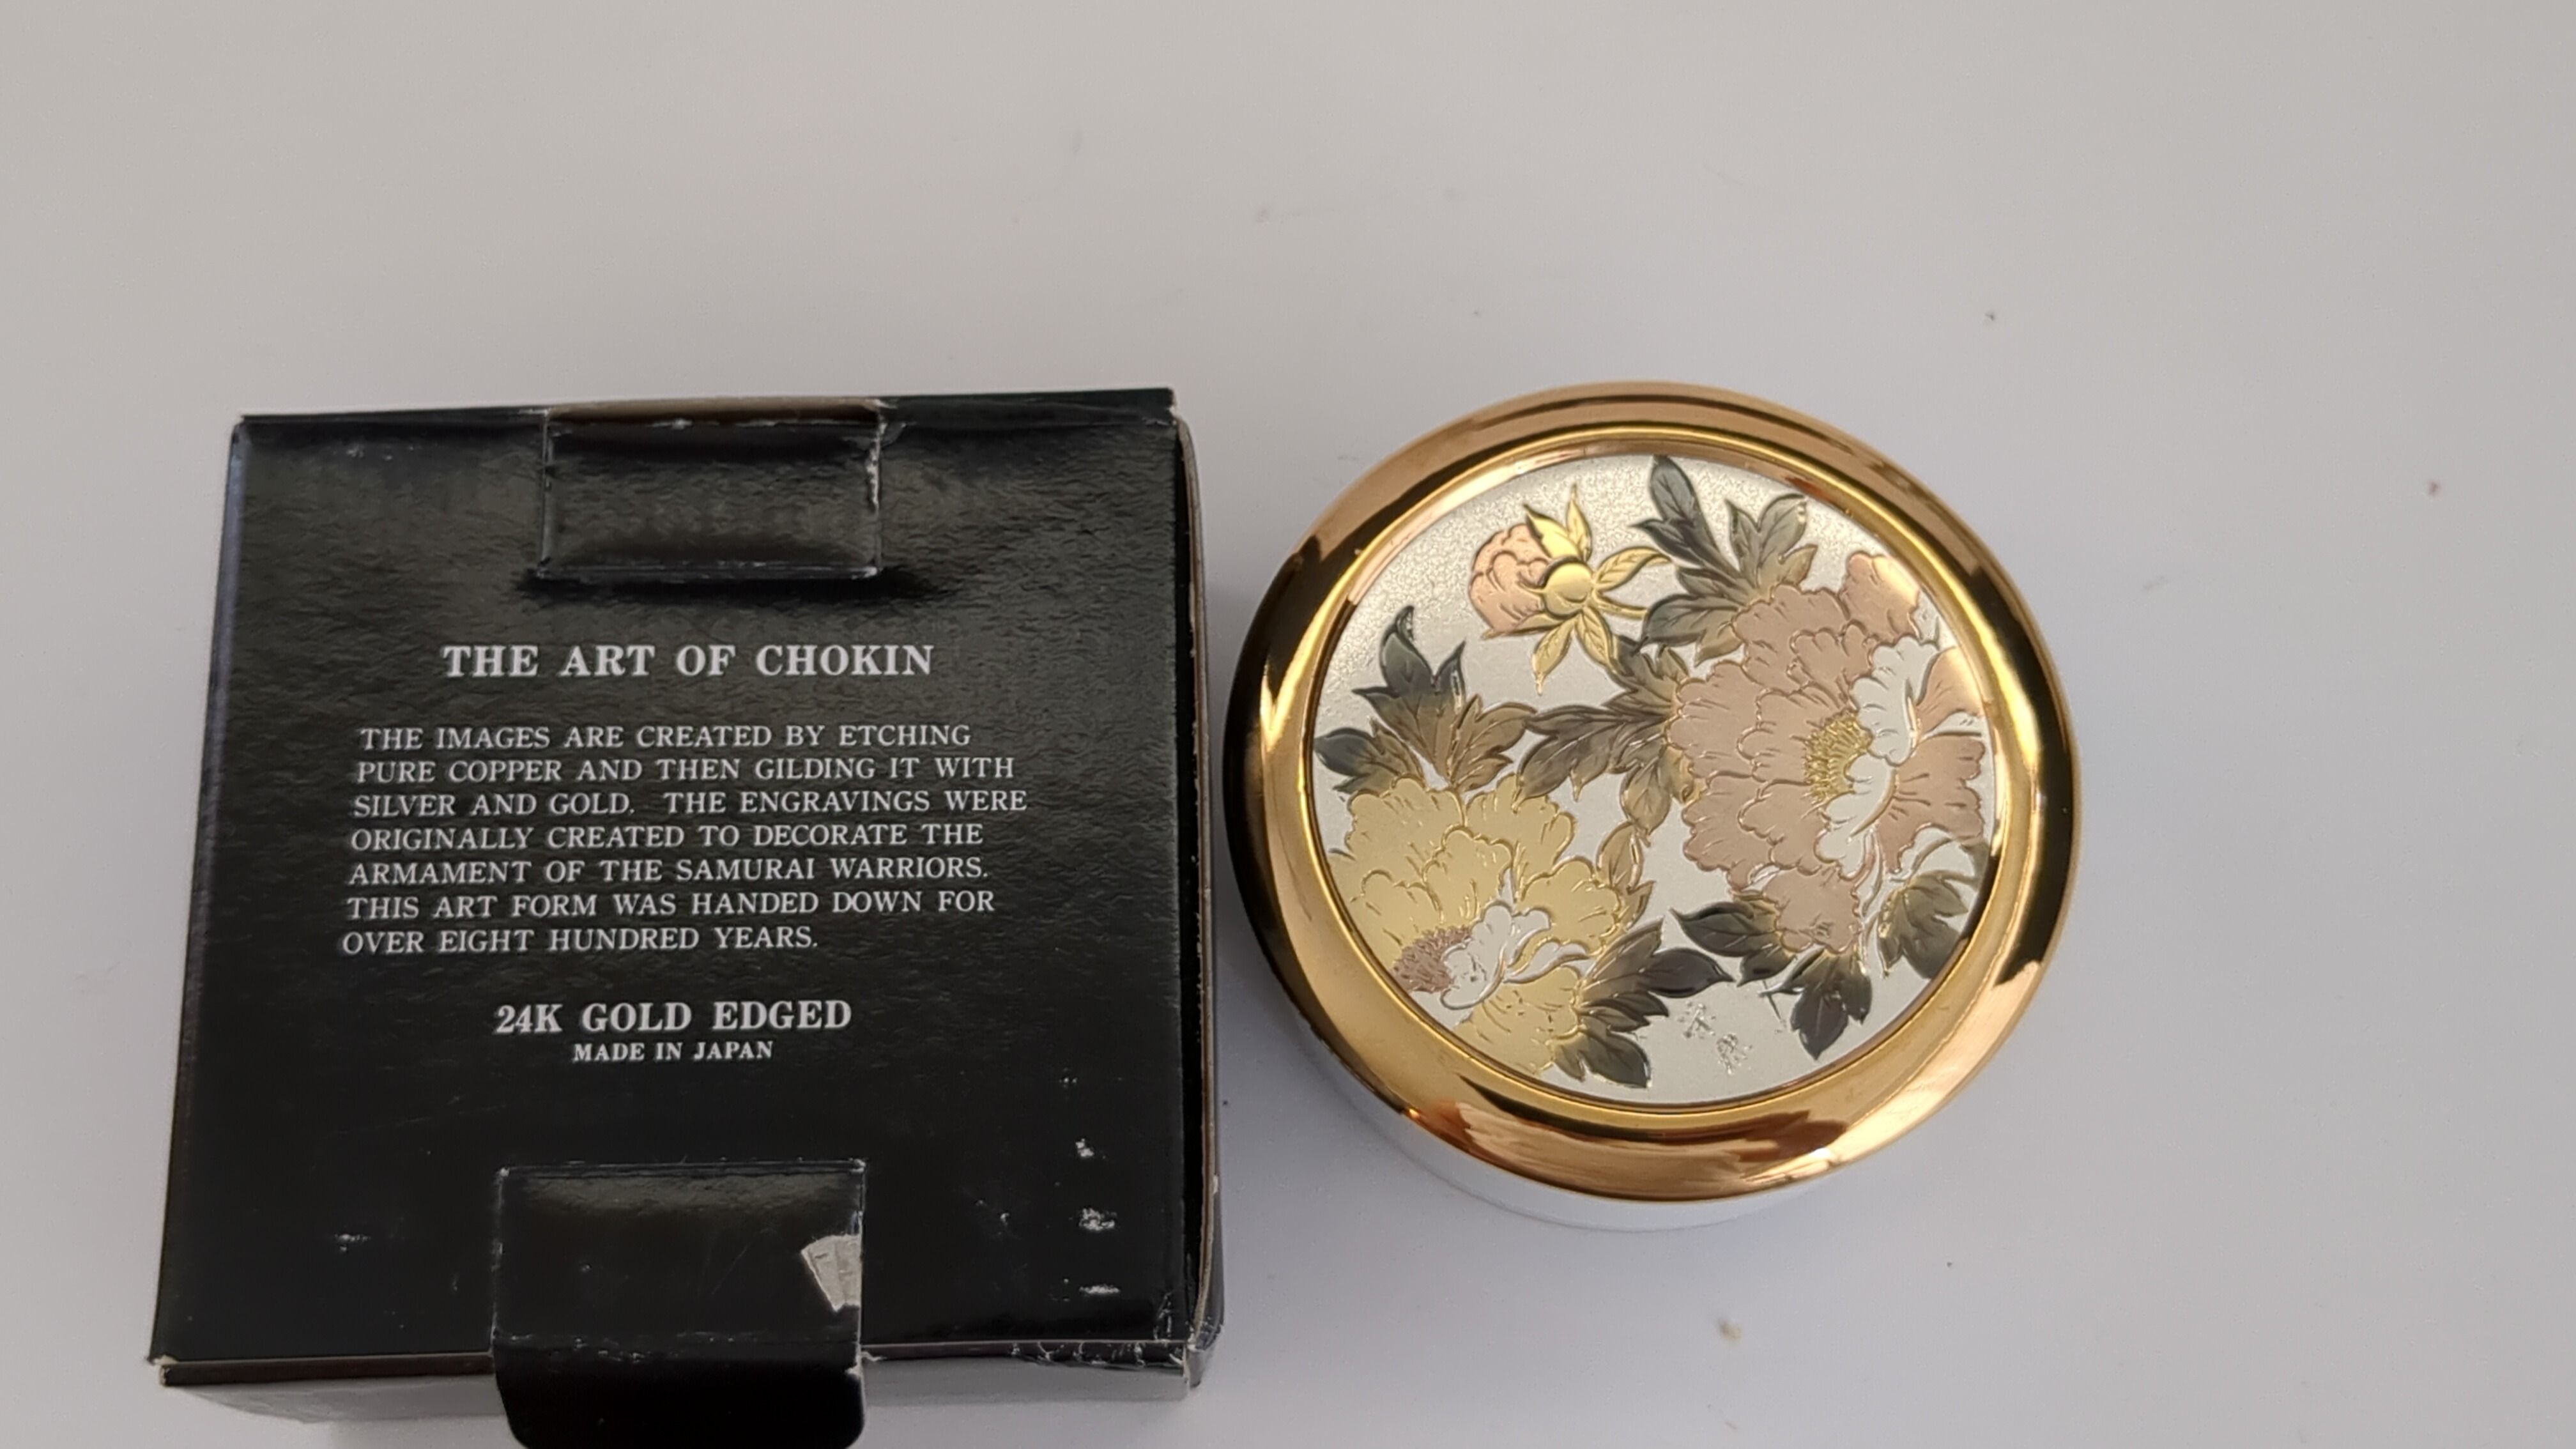 THE ART OF CHOKIN
THE IMAGES ARE CREATED BY ETCHING
PURE COPPER AND THEN GILDING IT WITH
SILVER AND GOLD. THE ENGRAVINGS WERE
ORIGINALLY CREATED TO DECORATE THE
ARMAMENT OF THE SAMURAI WARRIORS.
THIS ART FORM WAS HANDED DOWN FOR
OVER EIGHT HUNDRED YEARS.
24K GOLD EDGED
MADE IN JAPAN